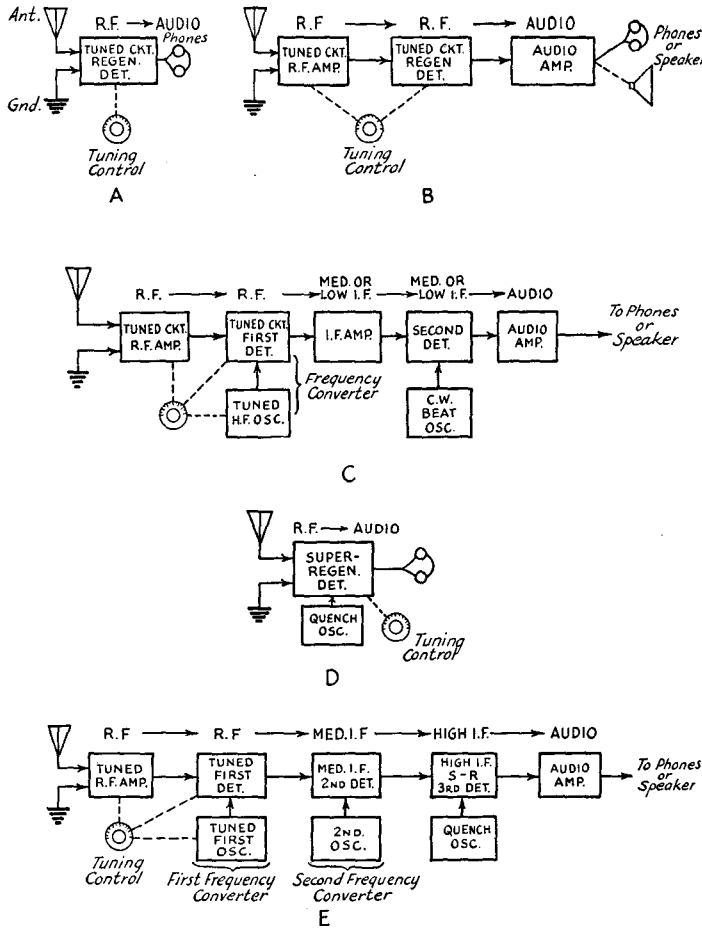 Ant.
R.F. → AUDIO
Phones
TUNED CKT.
REGEN.
DET.
Gnd.
Tuning
Control
A
R.F → R.F. → AUDIO
TUNED CKT.
R.F. AMP.
TUNED CKT.
REGEN
DET.
AUDIO
AMP.
Phones
or
Speaker
Tuning
Control
B
R.F. → R.F. → MED. OR LOW I.F. → MED. OR LOW I.F. → AUDIO
TUNED CKT.
R.F. AMP.
TUNED CKT.
FIRST
DET.
I.F. AMP.
SECOND
DET.
AUDIO
AMP.
To Phones
or
Speaker
Frequency
Converter
TUNED
H.F. OSC.
C.W.
BEAT
OSC.
C
R.F. → AUDIO
SUPER-
REGEN.
DET.
QUENCH
OSC.
Tuning
Control
D
R.F → R.F → MED. I.F → HIGH I.F. → AUDIO
TUNED
R.F. AMP.
TUNED
FIRST
DET.
MED. I.F.
2ND DET.
HIGH I.F.
S-R
3RD DET.
AUDIO
AMP.
To Phones
or
Speaker
Tuning
Control
TUNED
FIRST
OSC.
2ND.
OSC.
QUENCH
OSC.
First Frequency
Converter
Second Frequency
Converter
E